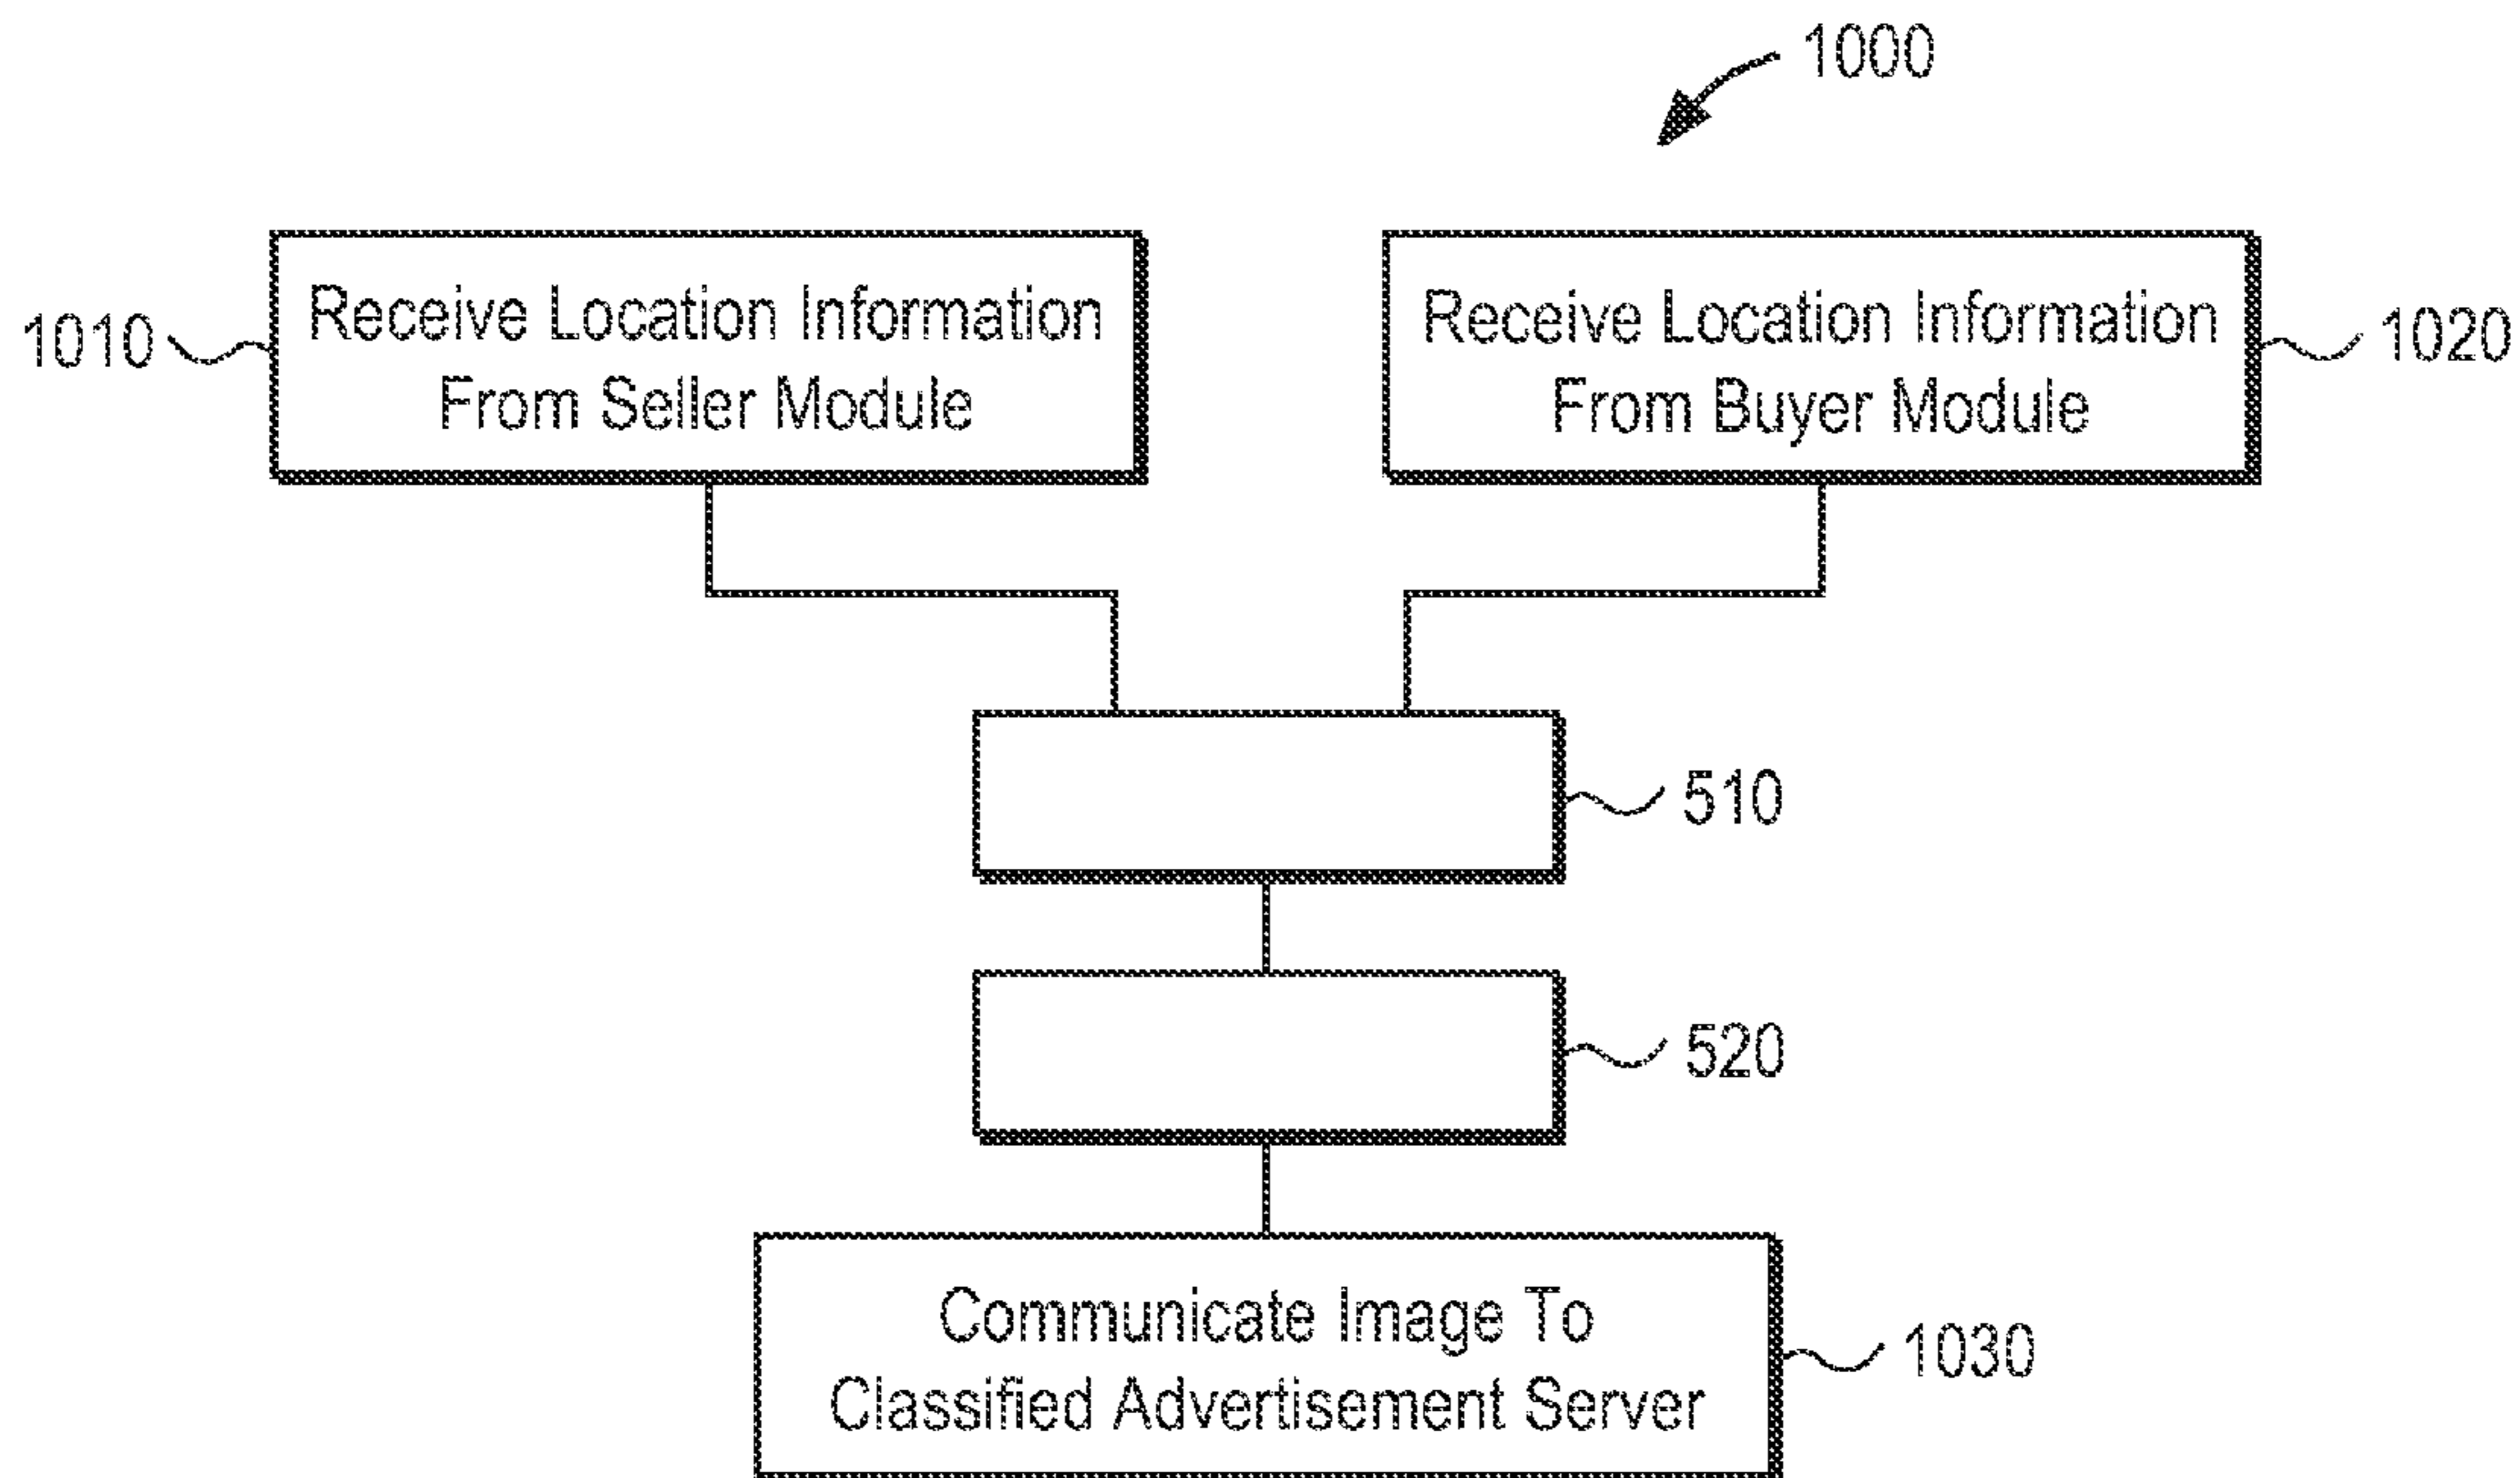 1000
Receive Location Information
From Seller Module
1010
Receive Location Information
From Buyer Module
1020
510
520
Communicate Image To
Classified Advertisement Server
1030